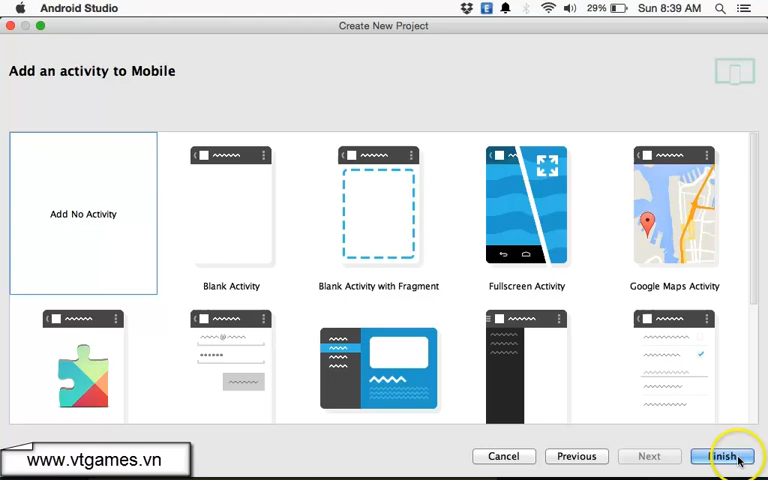 Android Studio
29%
Sun 8:39 AM
Create New Project
Add an activity to Mobile
Add No Activity
Blank Activity
Blank Activity with Fragment
Fullscreen Activity
Google Maps Activity
Cancel
Previous
Next
Finish
www.vtgames.vn